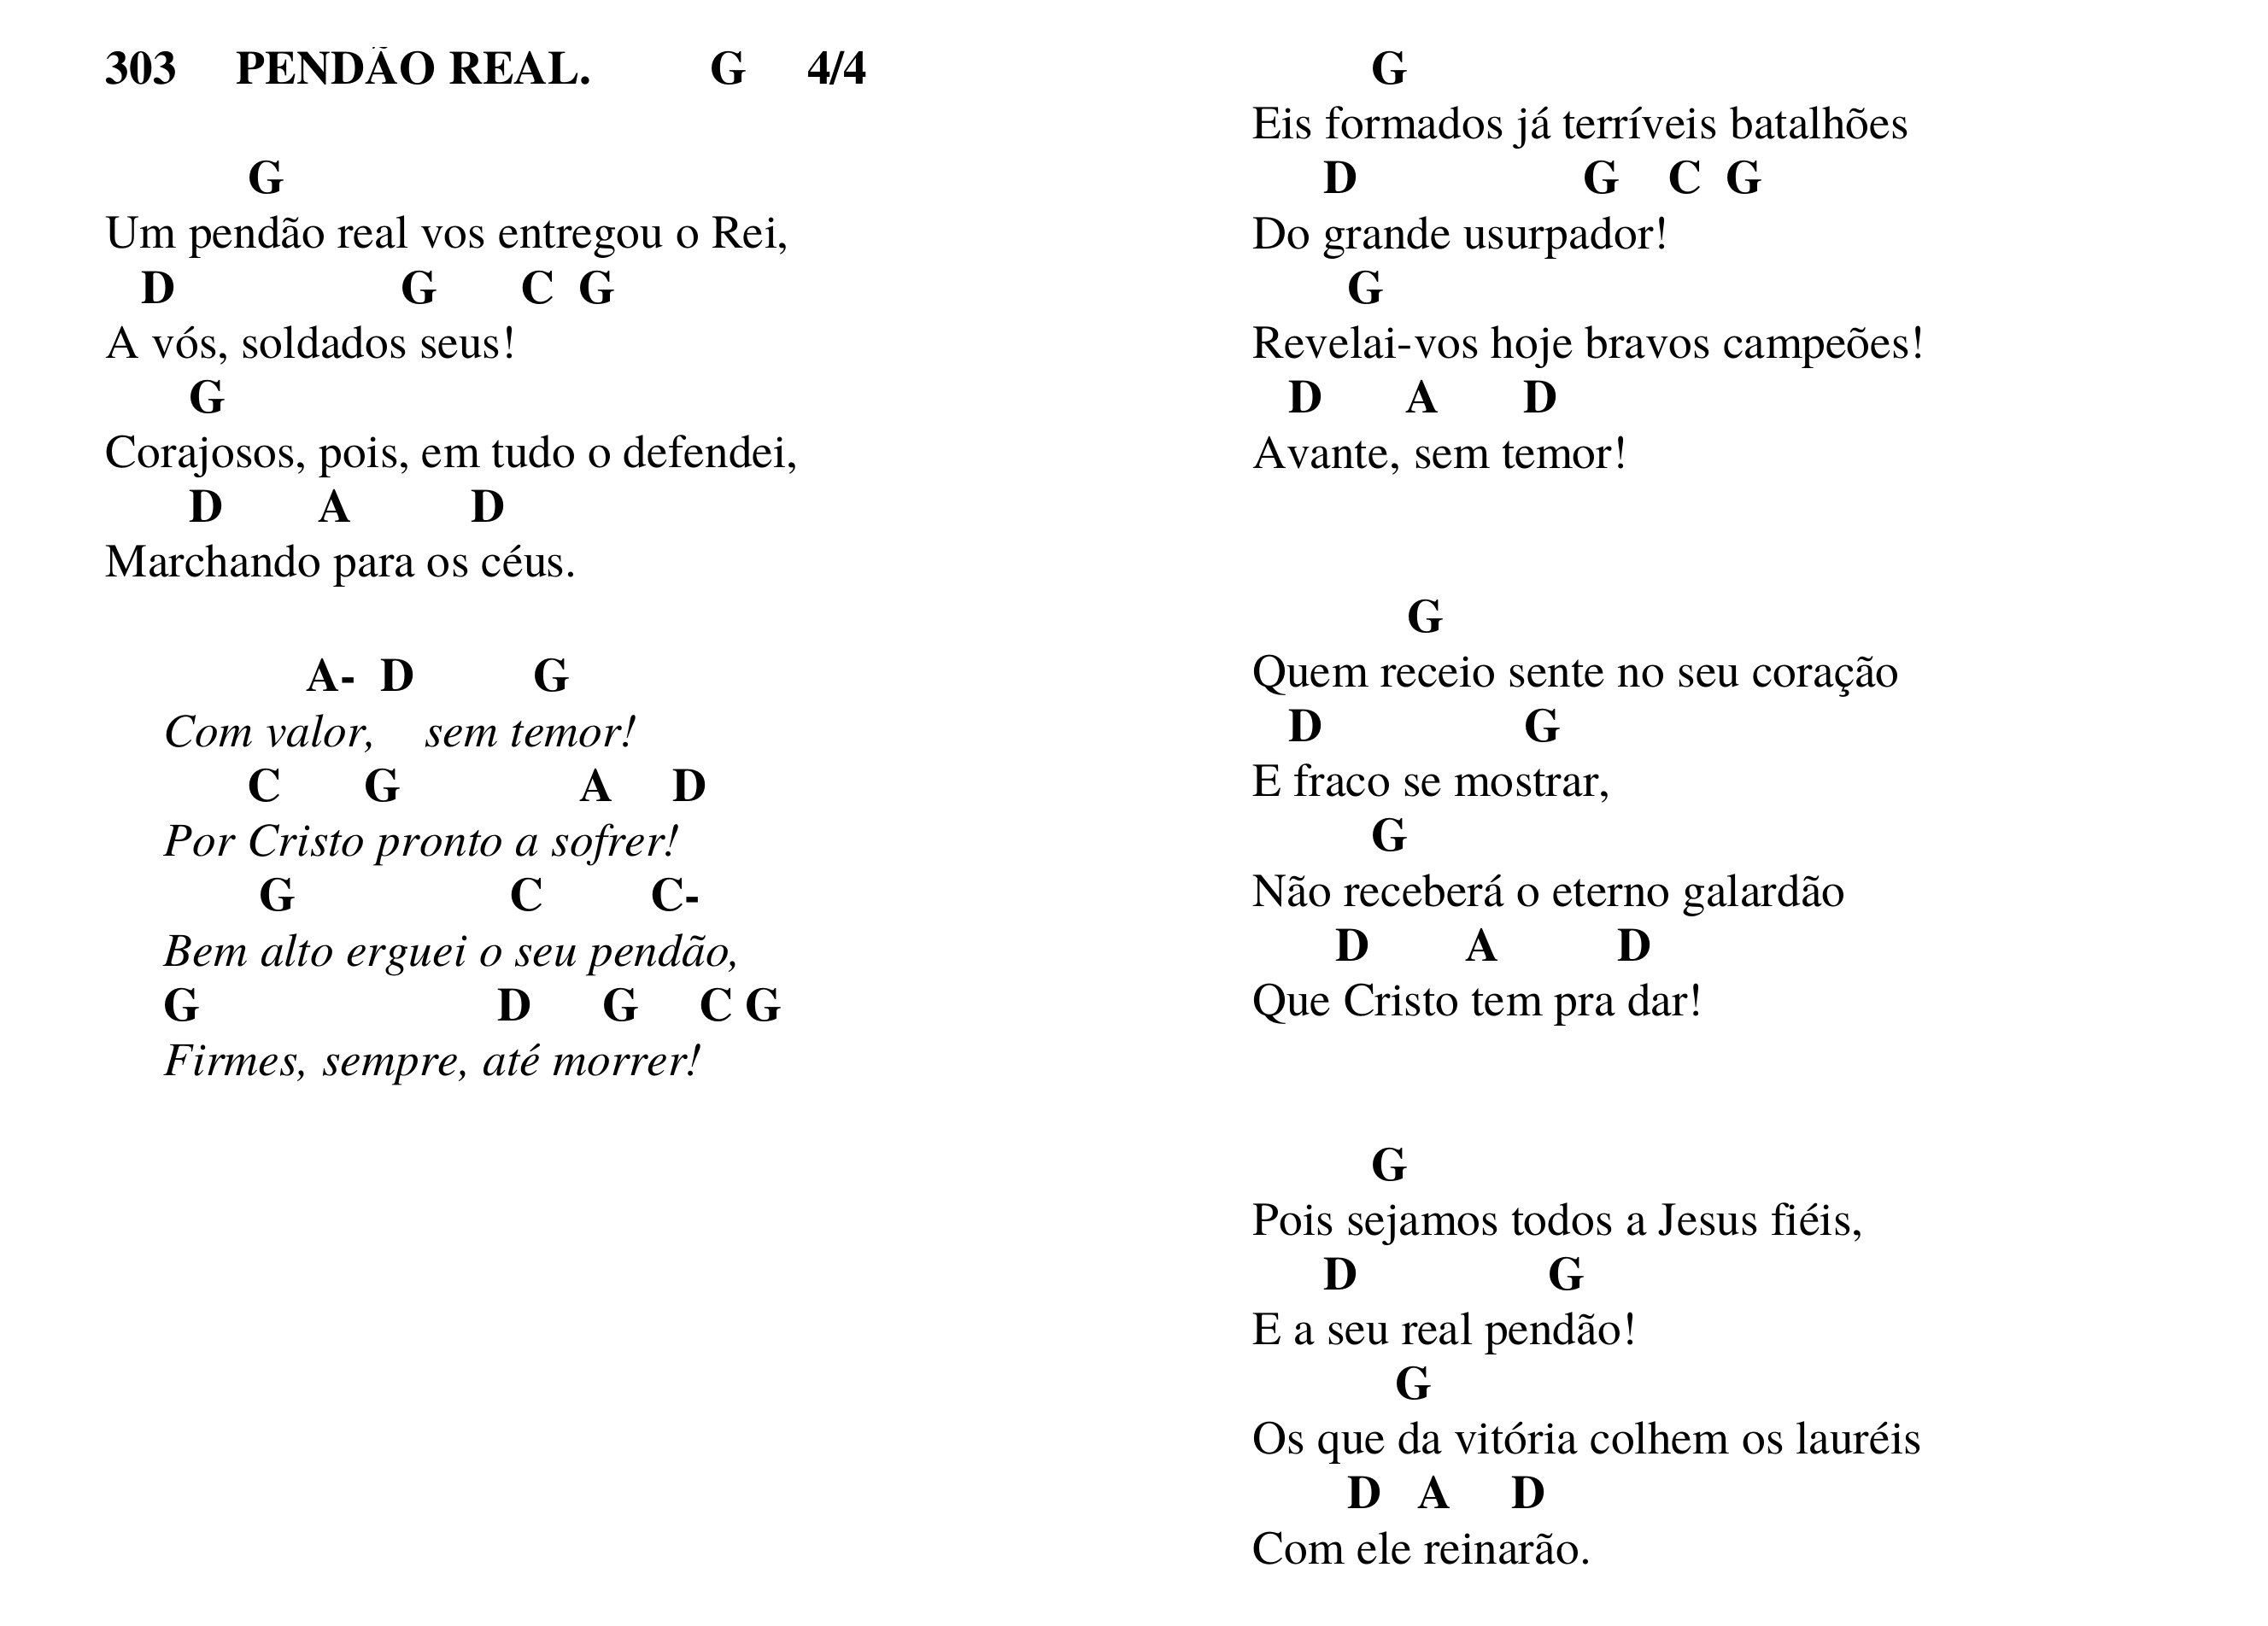 303 PENDÃO REAL. G 4/4
G
Um pendão real vos entregou o Rei,
D G C G
A vós, soldados seus!
G
Corajosos, pois, em tudo o defendei,
D A D
Marchando para os céus.
A- D G
Com valor, sem temor!
C G A D
Por Cristo pronto a sofrer!
G C C-
Bem alto erguei o seu pendão,
G D G C G
Firmes, sempre, até morrer!
G
Eis formados já terríveis batalhões
D G C G
Do grande usurpador!
G
Revelai-vos hoje bravos campeões!
D A D
Avante, sem temor!
G
Quem receio sente no seu coração
D G
E fraco se mostrar,
G
Não receberá o eterno galardão
D A D
Que Cristo tem pra dar!
G
Pois sejamos todos a Jesus fiéis,
D G
E a seu real pendão!
G
Os que da vitória colhem os lauréis
D A D
Com ele reinarão.